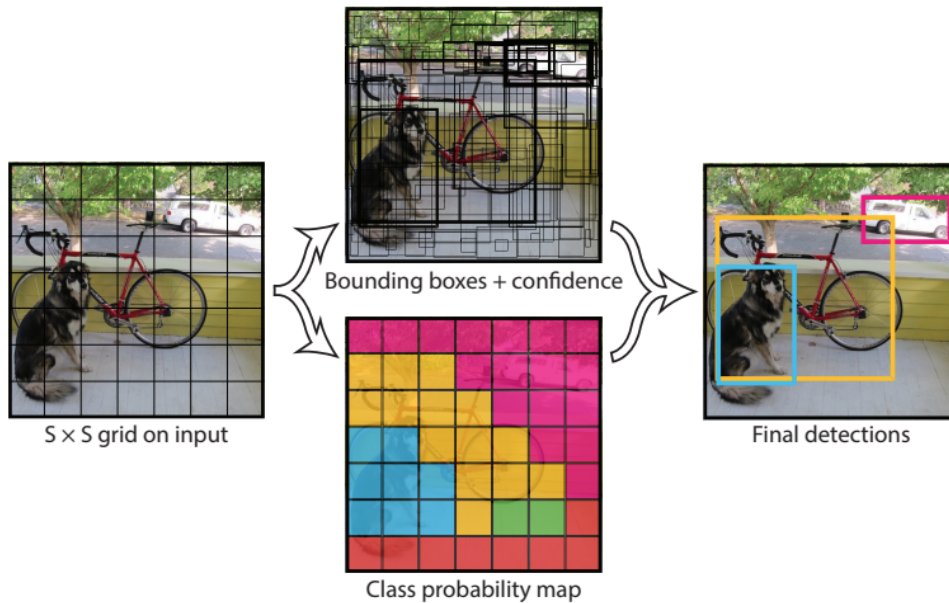 Bounding boxes + confidence
S × S grid on input
Final detections
Class probability map